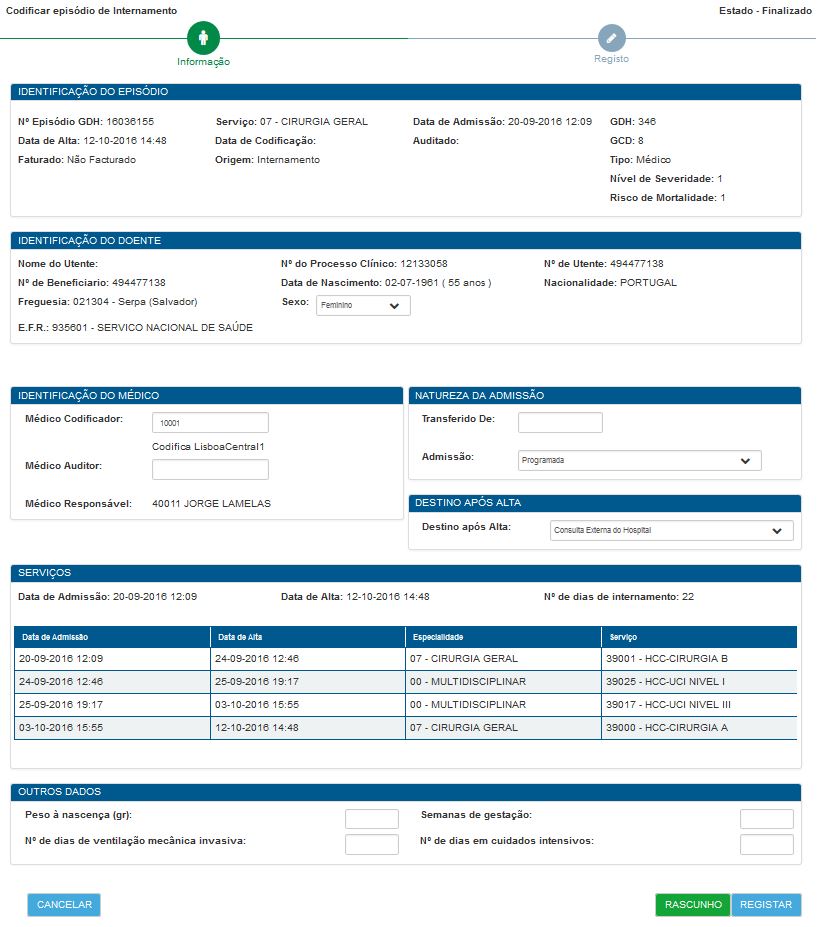 Codificar episódio de Internamento
Estado - Finalizado
Informação
Registo
IDENTIFICAÇÃO DO EPISÓDIO
Nº Episódio GDH: 16036155 Serviço: 07 - CIRURGIA GERAL Data de Admissão: 20-09-2016 12:09 GDH: 346
Data de Alta: 12-10-2016 14:48 Data de Codificação: Auditado: GCD: 8
Faturado: Não Facturado Origem: Internamento Tipo: Médico
Nível de Severidade: 1
Risco de Mortalidade: 1
IDENTIFICAÇÃO DO DOENTE
Nome do Utente: Nº do Processo Clínico: 12133058 Nº de Utente: 494477138
Nº de Beneficiario: 494477138 Data de Nascimento: 02-07-1961 ( 55 anos ) Nacionalidade: PORTUGAL
Freguesia: 021304 - Serpa (Salvador) Sexo: Feminino
E.F.R.: 935601 - SERVICO NACIONAL DE SAÚDE
IDENTIFICAÇÃO DO MÉDICO
Médico Codificador: 10001
Codifica LisboaCentral1
Médico Auditor:
Médico Responsável: 40011 JORGE LAMELAS
NATUREZA DA ADMISSÃO
Transferido De:
Admissão: Programada
DESTINO APÓS ALTA
Destino após Alta: Consulta Externa do Hospital
SERVIÇOS
Data de Admissão: 20-09-2016 12:09 Data de Alta: 12-10-2016 14:48 Nº de dias de internamento: 22
Data de Admissão Data de Alta Especialidade Serviço
20-09-2016 12:09 24-09-2016 12:46 07 - CIRURGIA GERAL 39001 - HCC-CIRURGIA B
24-09-2016 12:46 25-09-2016 19:17 00 - MULTIDISCIPLINAR 39025 - HCC-UCI NIVEL I
25-09-2016 19:17 03-10-2016 15:55 00 - MULTIDISCIPLINAR 39017 - HCC-UCI NIVEL III
03-10-2016 15:55 12-10-2016 14:48 07 - CIRURGIA GERAL 39000 - HCC-CIRURGIA A
OUTROS DADOS
Peso à nascença (gr): Semanas de gestação:
Nº de dias de ventilação mecânica invasiva: Nº de dias em cuidados intensivos:
CANCELAR RASCUNHO REGISTAR